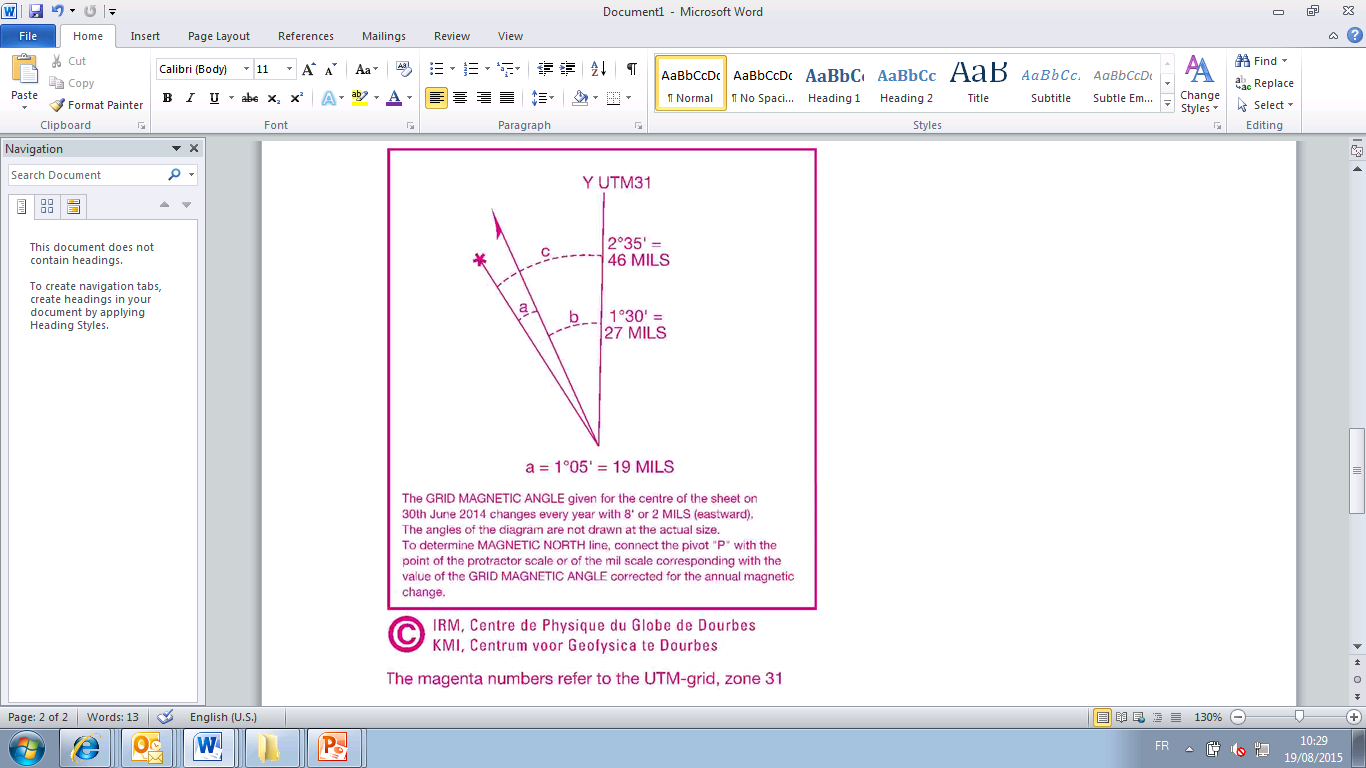 Document1 - Microsoft Word
File Home Insert Page Layout References Mailings Review View
Paste
Cut
Copy
Format Painter
Clipboard
Calibri (Body) 11
Font
Paragraph
AaBbCcDc AaBbCcDc AaBbCc AaBbCc AaB AaBbCc. AaBbCcDc
¶ Normal ¶ No Spaci... Heading 1 Heading 2 Title Subtitle Subtle Em...
Change Styles
Styles
Find
Replace
Select
Editing
Navigation
Search Document
This document does not
contain headings.
To create navigation tabs,
create headings in your
document by applying
Heading Styles.
Y UTM31
c
2°35' =
46 MILS
a
b
1°30' =
27 MILS
a = 1°05' = 19 MILS
The GRID MAGNETIC ANGLE given for the centre of the sheet on
30th June 2014 changes every year with 8' or 2 MILS (eastward).
The angles of the diagram are not drawn at the actual size.
To determine MAGNETIC NORTH line, connect the pivot "P" with the
point of the protractor scale or of the mil scale corresponding with the
value of the GRID MAGNETIC ANGLE corrected for the annual magnetic
change.
© IRM, Centre de Physique du Globe de Dourbes
KMI, Centrum voor Geofysica te Dourbes
The magenta numbers refer to the UTM-grid, zone 31
Page: 2 of 2 Words: 13 English (U.S.) 130%
FR
10:29
19/08/2015